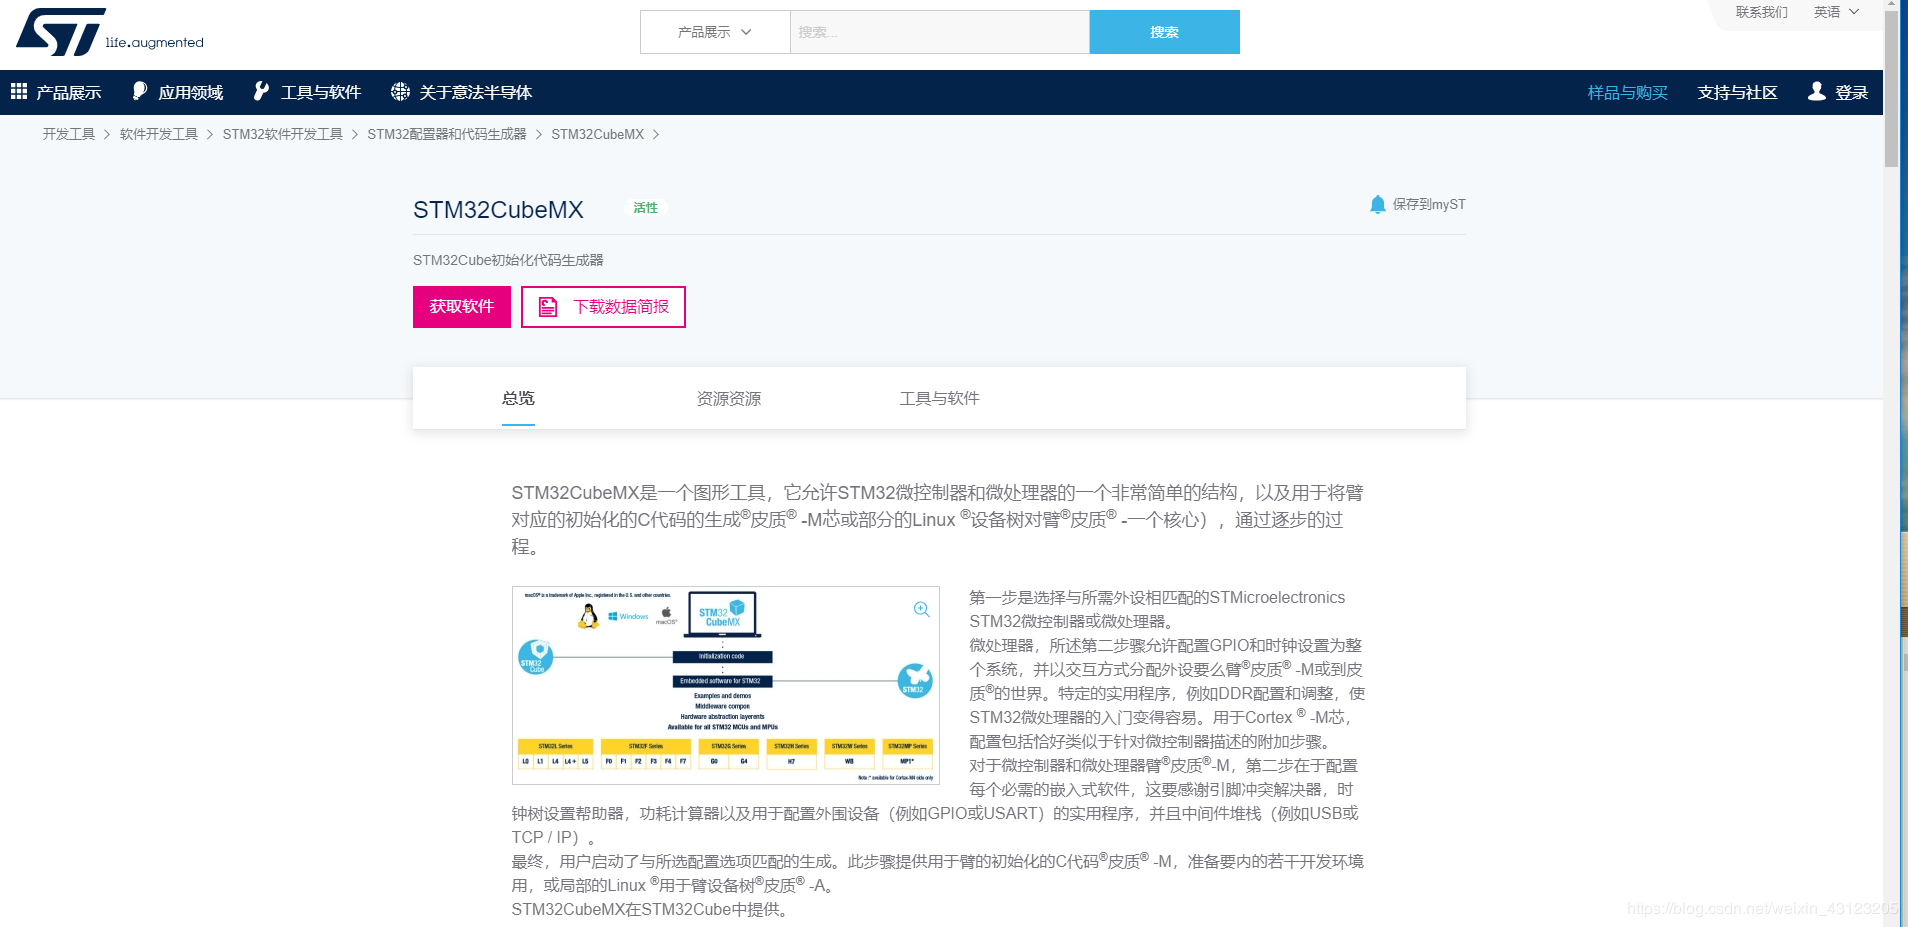 联系我们 英语
ST life.augmented
产品展示 搜索... 搜索
产品展示 应用领域 工具与软件 关于意法半导体 样品与购买 支持与社区 登录
开发工具 > 软件开发工具 > STM32软件开发工具 > STM32配置器和代码生成器 > STM32CubeMX >
STM32CubeMX 活性 保存到myST
STM32Cube初始化代码生成器
获取软件 下载数据简报
总览 资源资源 工具与软件
STM32CubeMX是一个图形工具，它允许STM32微控制器和微处理器的一个非常简单的结构，以及用于将臂
对应的初始化的C代码的生成®皮质® -M芯或部分的Linux ®设备树对臂®皮质® -一个核心），通过逐步的过
程。
macOS® is a trademark of Apple Inc., registered in the U.S. and other countries.
Windows macOS® STM32 CubeMX
STM32 Cube
Initialization code
Embedded software for STM32
STM32
Examples and demos
Middleware compon
Hardware abstraction layerents
Available for all STM32 MCUs and MPUs
STM32L Series STM32F Series STM32G Series STM32H Series STM32W Series STM32MP Series
L0 L1 L4 L4+ L5 F0 F1 F2 F3 F4 F7 G0 G4 H7 WB MP1*
Note : * available for Cortex-M4 side only
第一步是选择与所需外设相匹配的STMicroelectronics
STM32微控制器或微处理器。
微处理器，所述第二步骤允许配置GPIO和时钟设置为整
个系统，并以交互方式分配外设要么臂®皮质® -M或到皮
质®的世界。特定的实用程序，例如DDR配置和调整，使
STM32微处理器的入门变得容易。用于Cortex ® -M芯，
配置包括恰好类似于针对微控制器描述的附加步骤。
对于微控制器和微处理器臂®皮质®-M，第二步在于配置
每个必需的嵌入式软件，这要感谢引脚冲突解决器，时
钟树设置帮助器，功耗计算器以及用于配置外围设备（例如GPIO或USART）的实用程序，并且中间件堆栈（例如USB或
TCP / IP）。
最终，用户启动了与所选配置选项匹配的生成。此步骤提供用于臂的初始化的C代码®皮质® -M，准备要内的若干开发环境
用，或局部的Linux ®用于臂设备树®皮质® -A。
STM32CubeMX在STM32Cube中提供。
https://blog.csdn.net/weixin_43123205